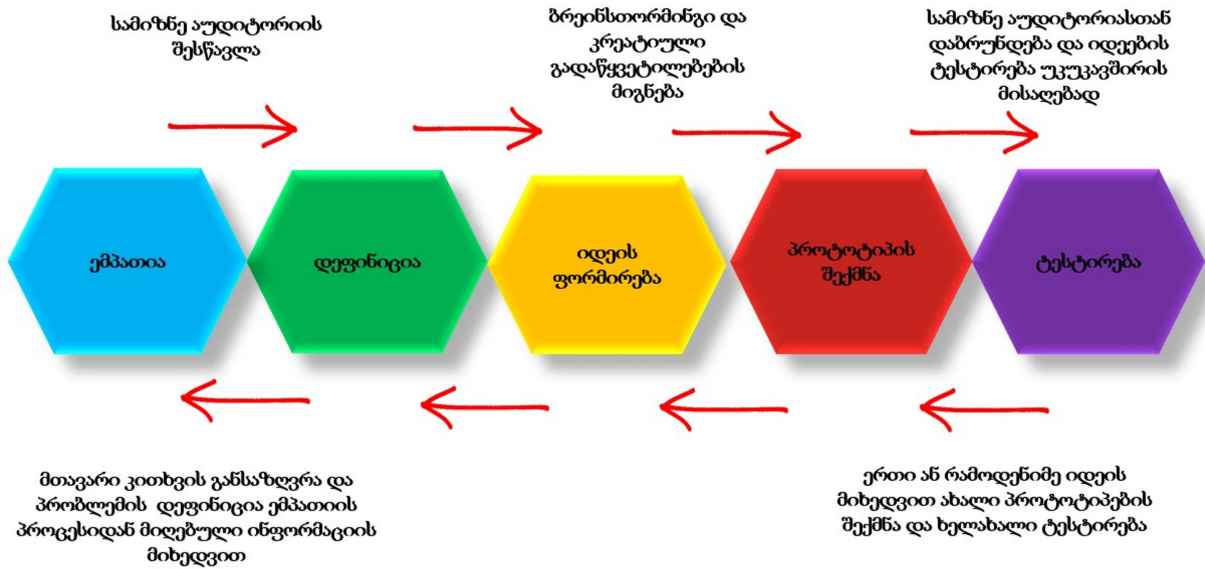 სამიზნე აუდიტორიის
შესწავლა
ბრეინსთორმინგი და
კრეატიული
გადაწყვეტილებების
მიგნება
სამიზნე აუდიტორიასთან
დაბრუნდება და იდეების
ტესტირება უკუკავშირის
მისაღებად
ემპათია
დეფინიცია
იდეის
ფორმირება
პროტოტიპის
შექმნა
ტესტირება
მთავარი კითხვის განსაზღვრა და
პრობლემის დეფინიცია ემპათიის
პროცესიდან მიღებული ინფორმაციის
მიხედვით
ერთი ან რამოდენიმე იდეის
მიხედვით ახალი პროტოტიპების
შექმნა და ხელახალი ტესტირება